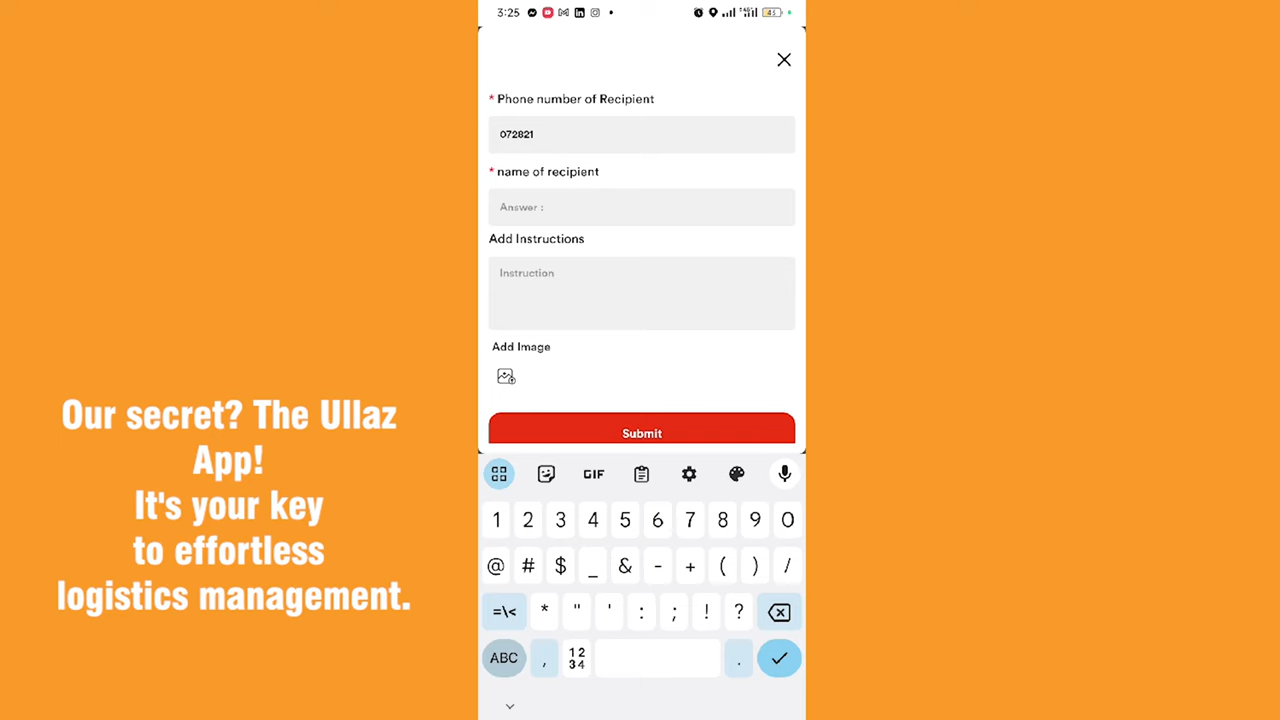 3:25
* Phone number of Recipient
072821
* name of recipient
Answer :
Add Instructions
Instruction
Add Image
Submit
GIF
1 2 3 4 5 6 7 8 9 0
@ # $ _ & - + ( ) /
=\< * " ' : ; ! ?
ABC , 12 .
34
Our secret? The Ullaz
App!
It's your key
to effortless
logistics management.